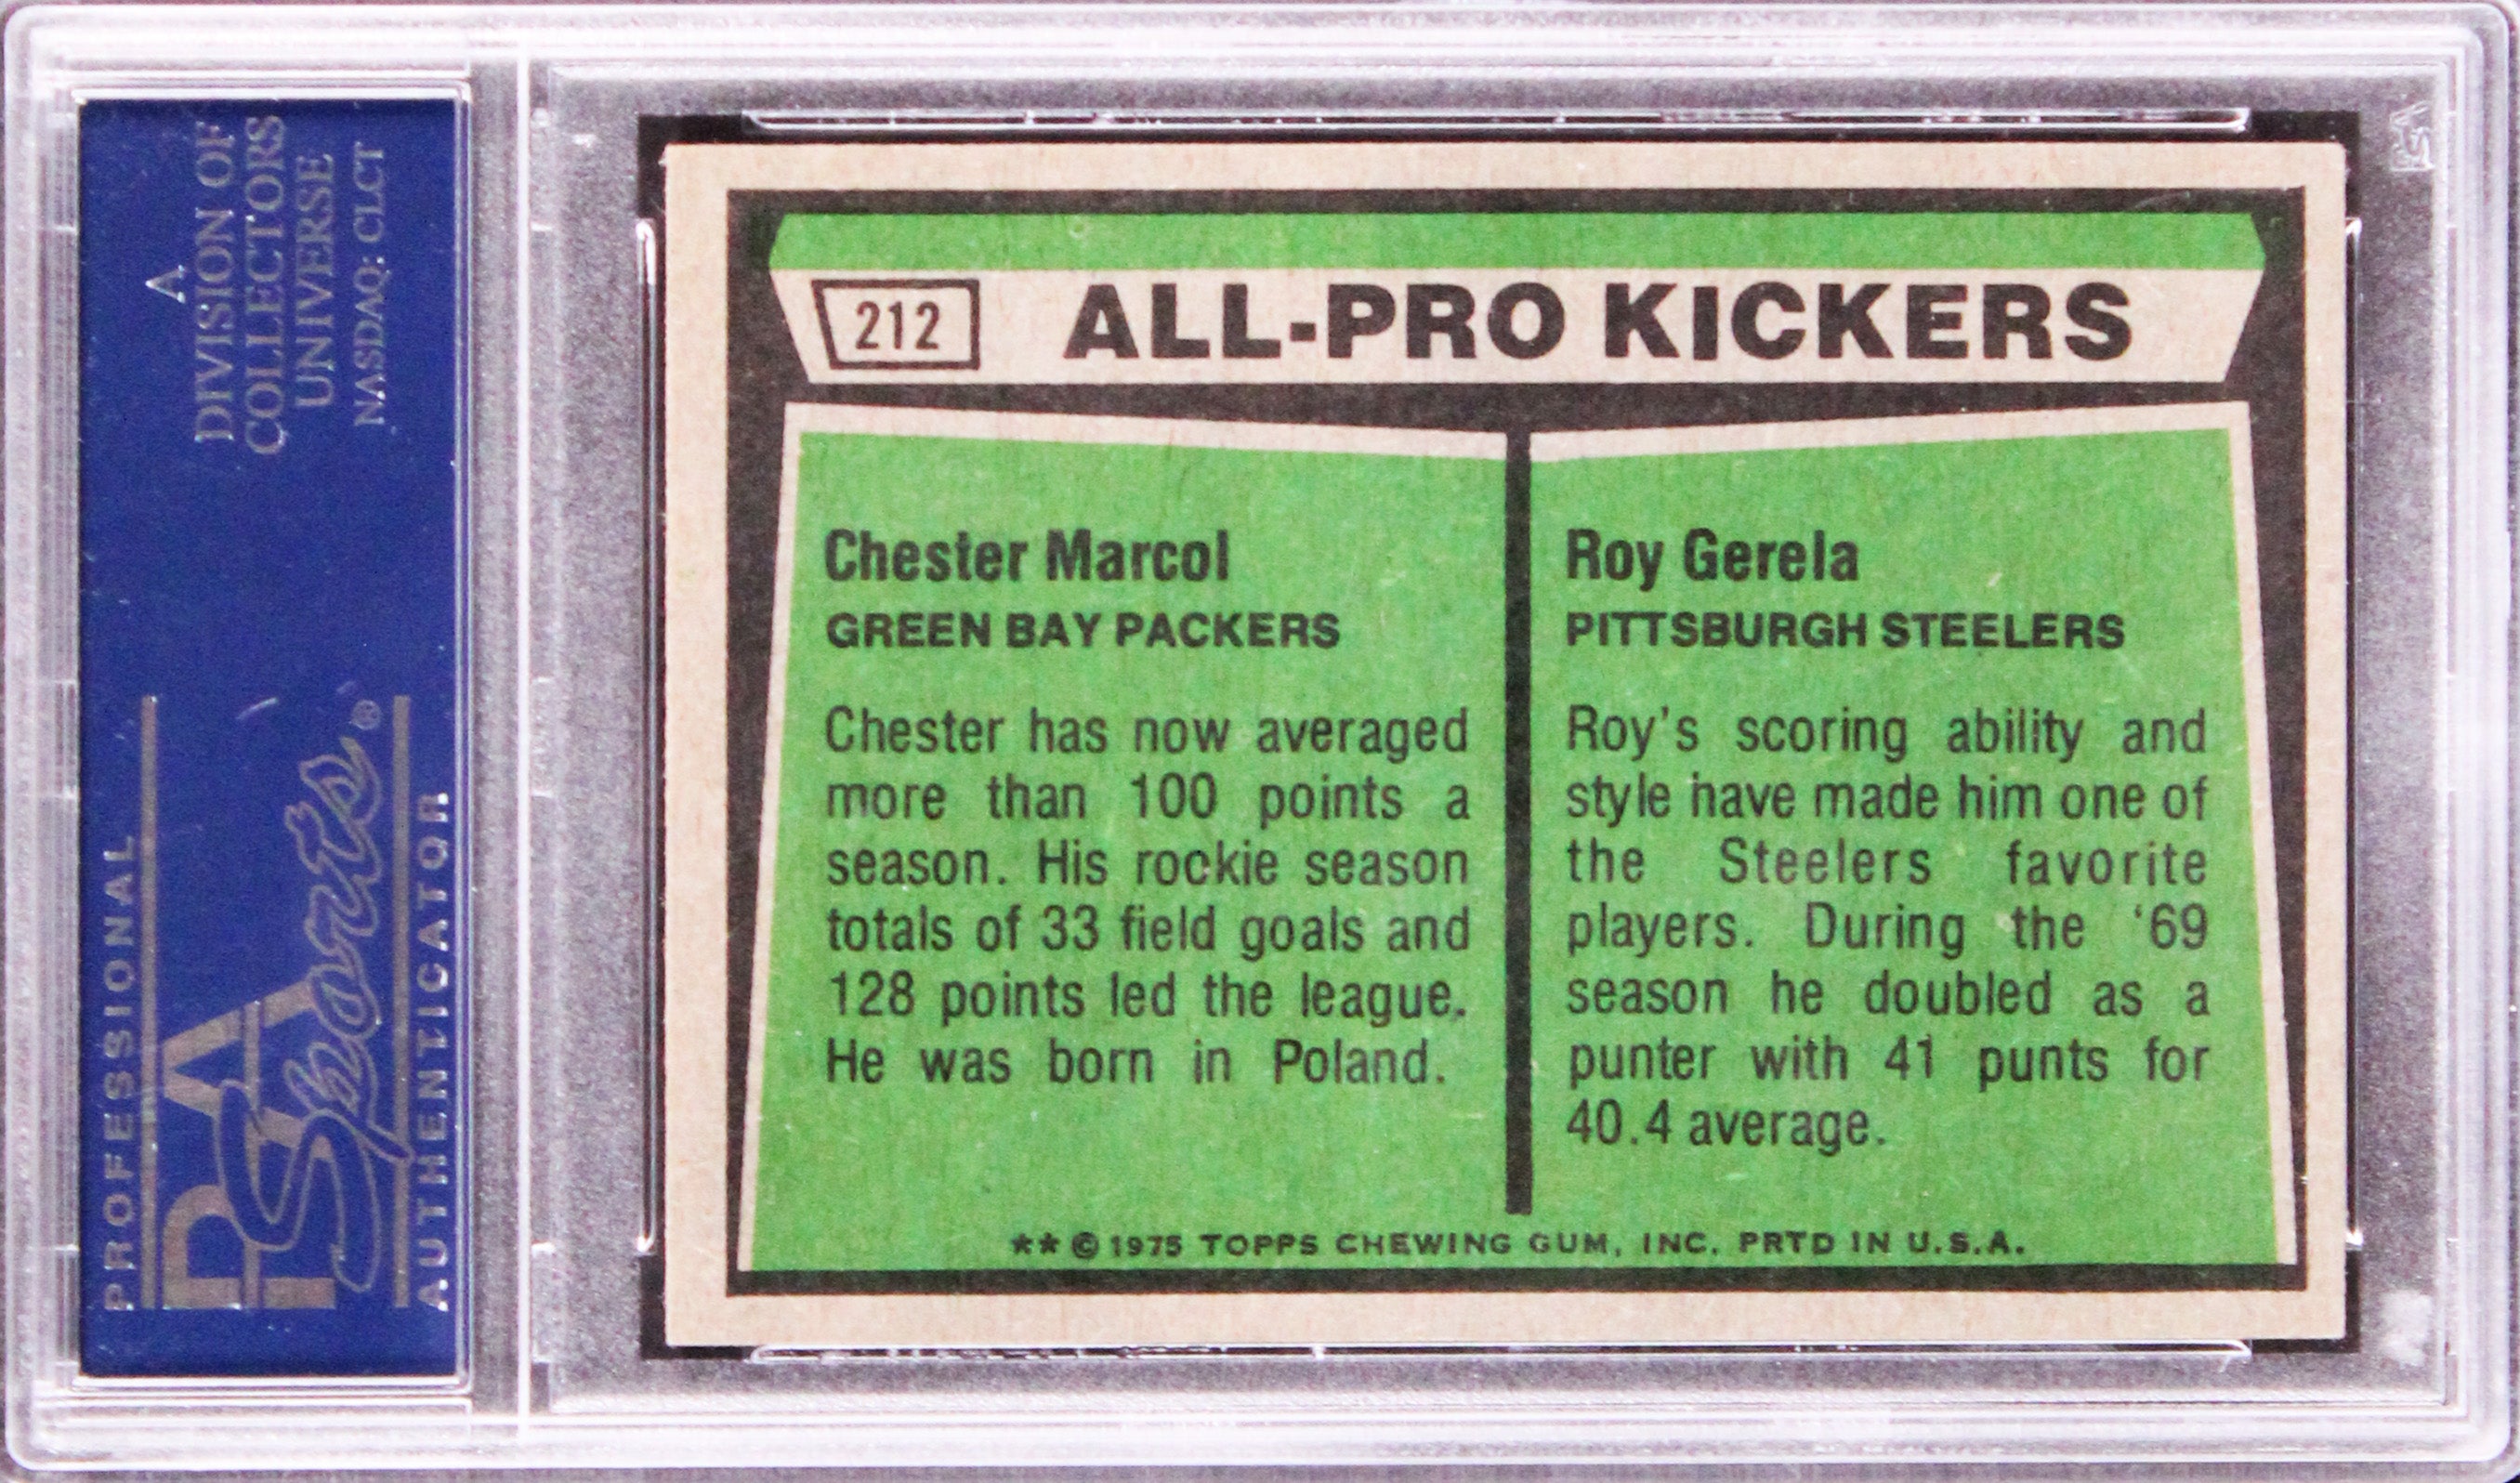 A
DIVISION OF
COLLECTORS
UNIVERSE
NASDAQ: CLCT
PROFESSIONAL
PSA
Sports®
AUTHENTICATOR
212 ALL-PRO KICKERS
Chester Marcol
GREEN BAY PACKERS
Chester has now averaged
more than 100 points a
season. His rockie season
totals of 33 field goals and
128 points led the league.
He was born in Poland.
Roy Gerela
PITTSBURGH STEELERS
Roy's scoring ability and
style have made him one of
the Steelers favorite
players. During the '69
season he doubled as a
punter with 41 punts for
40.4 average.
** © 1975 TOPPS CHEWING GUM, INC. PRTD IN U.S.A.